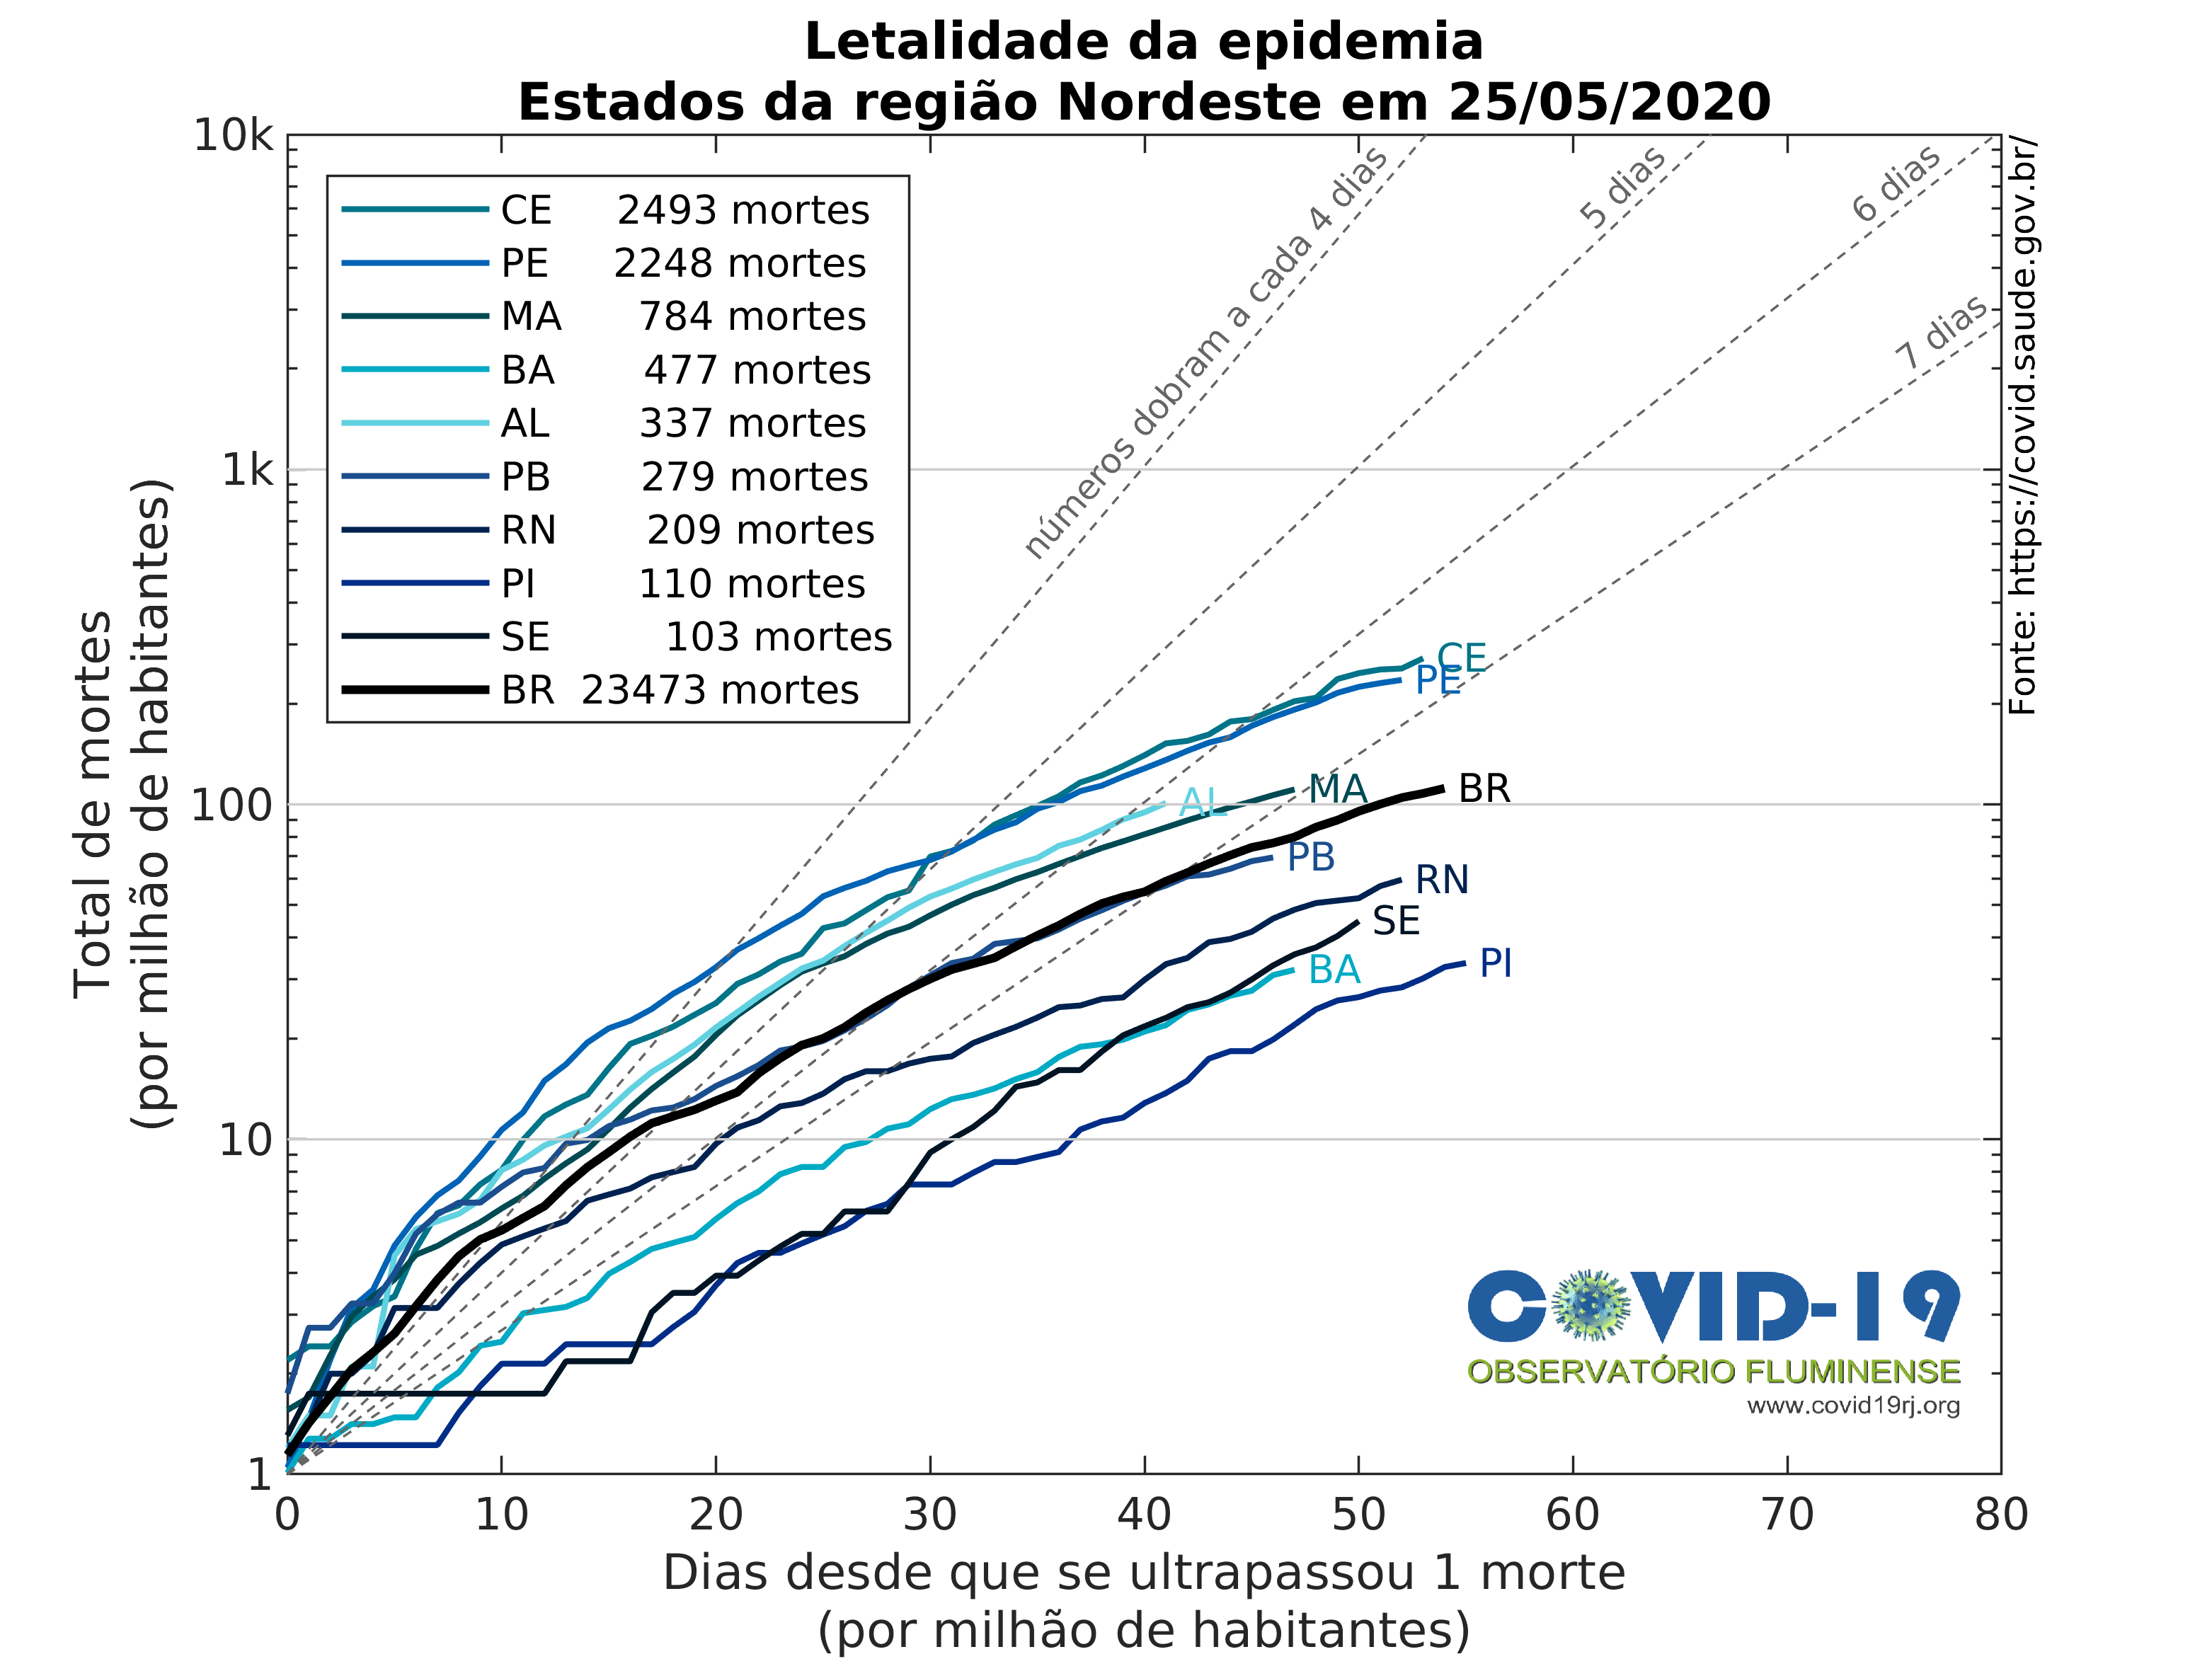 Letalidade da epidemia
Estados da região Nordeste em 25/05/2020
10k
1k
100
10
1
Total de mortes
(por milhão de habitantes)
CE 2493 mortes
PE 2248 mortes
MA 784 mortes
BA 477 mortes
AL 337 mortes
PB 279 mortes
RN 209 mortes
PI 110 mortes
SE 103 mortes
BR 23473 mortes
números dobram a cada 4 dias
5 dias
6 dias
7 dias
CE
PE
MA
BR
AL
PB
RN
SE
BA
PI
Fonte: https://covid.saude.gov.br/
COVID-19
OBSERVATÓRIO FLUMINENSE
www.covid19rj.org
0 10 20 30 40 50 60 70 80
Dias desde que se ultrapassou 1 morte
(por milhão de habitantes)